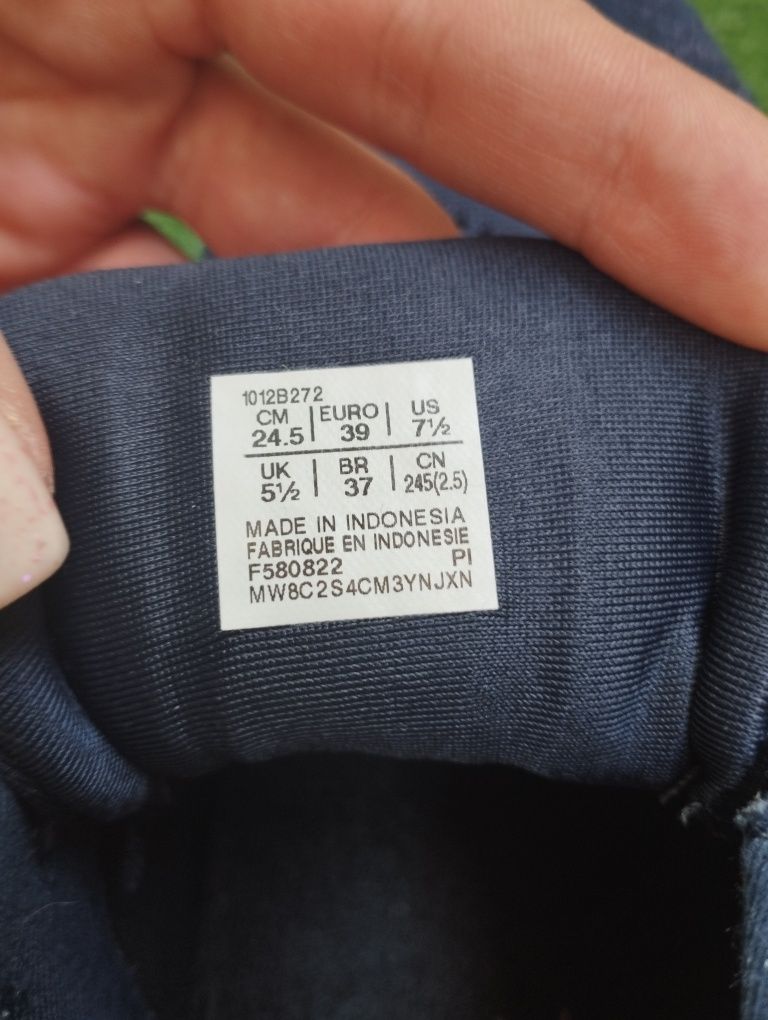 1012B272
CM EURO US
24.5 39 7½
UK BR CN
5½ 37 245(2.5)
MADE IN INDONESIA
FABRIQUE EN INDONESIE
F580822 PI
MW8C2S4CM3YNJXN